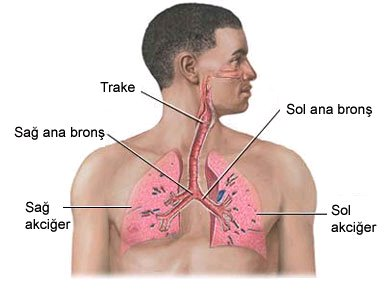 Trake
Sol ana bronş
Sağ ana bronş
Sağ
akciğer
Sol
akciğer